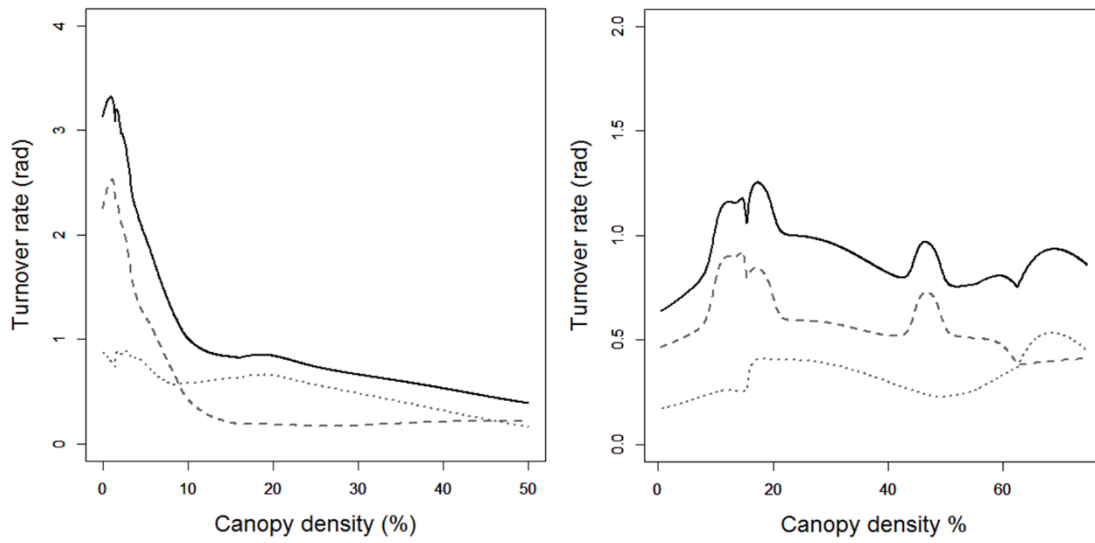 Turnover rate (rad)
4
3
2
1
0
0 10 20 30 40 50
Canopy density (%)
Turnover rate (rad)
2.0
1.5
1.0
0.5
0.0
0 20 40 60
Canopy density %